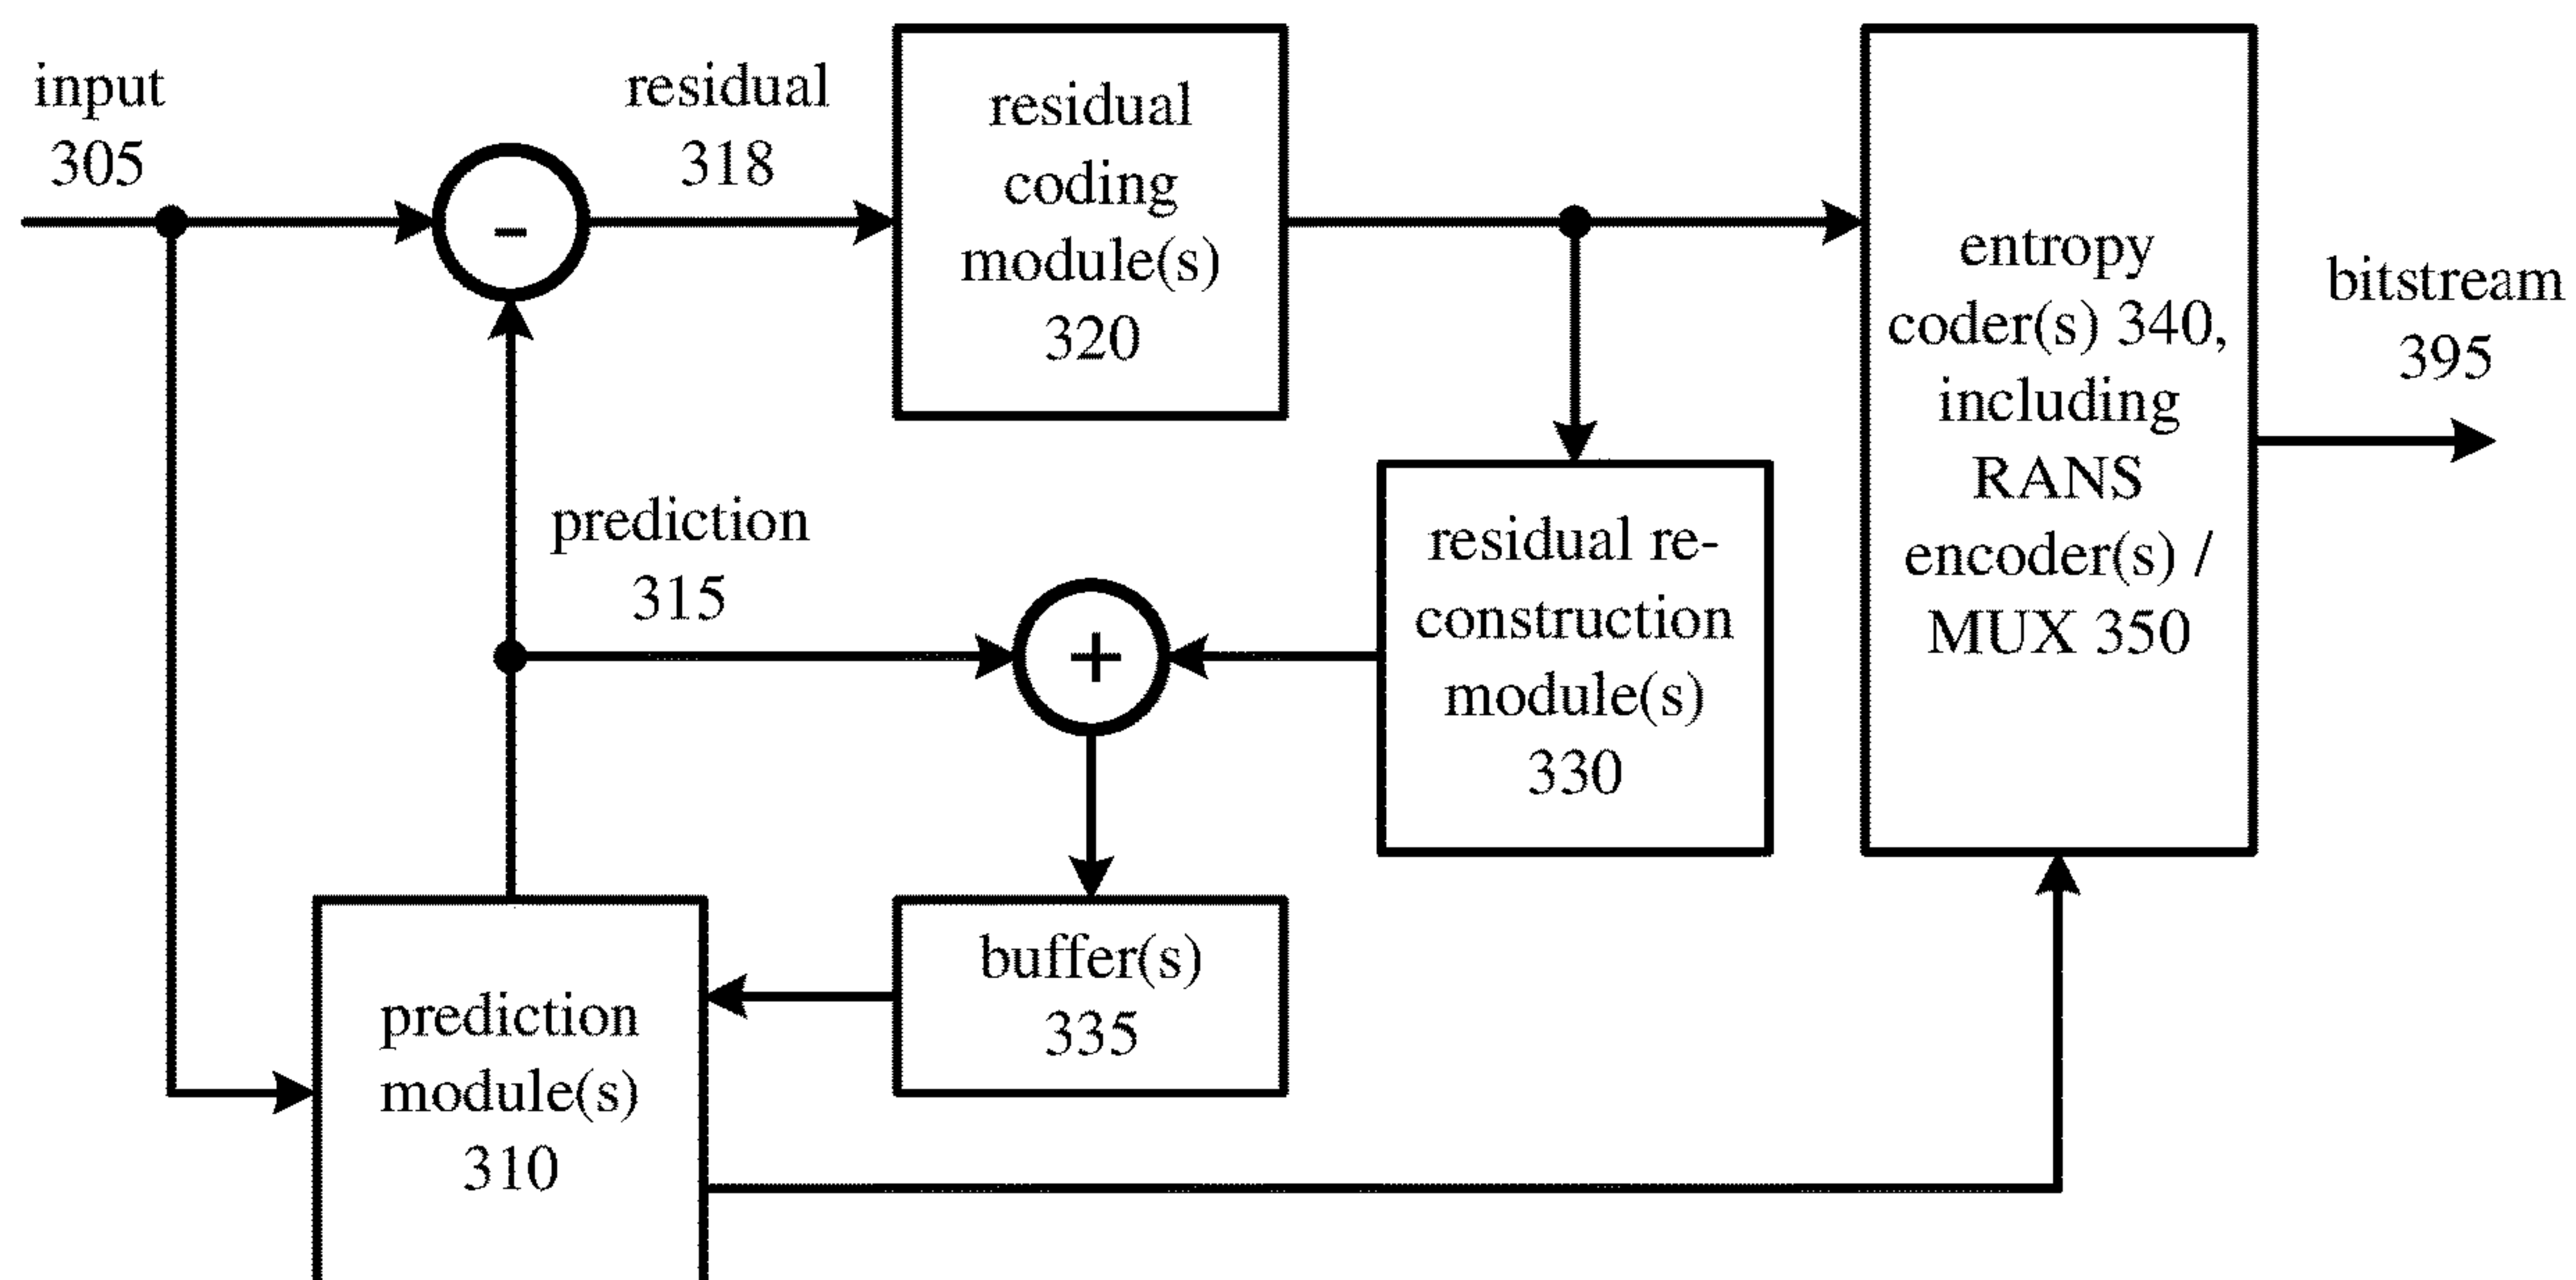 input
305
residual
318
-
residual
coding
module(s)
320
entropy
coder(s) 340,
including
RANS
encoder(s) /
MUX 350
bitstream
395
prediction
315
+
residual re-
construction
module(s)
330
buffer(s)
335
prediction
module(s)
310